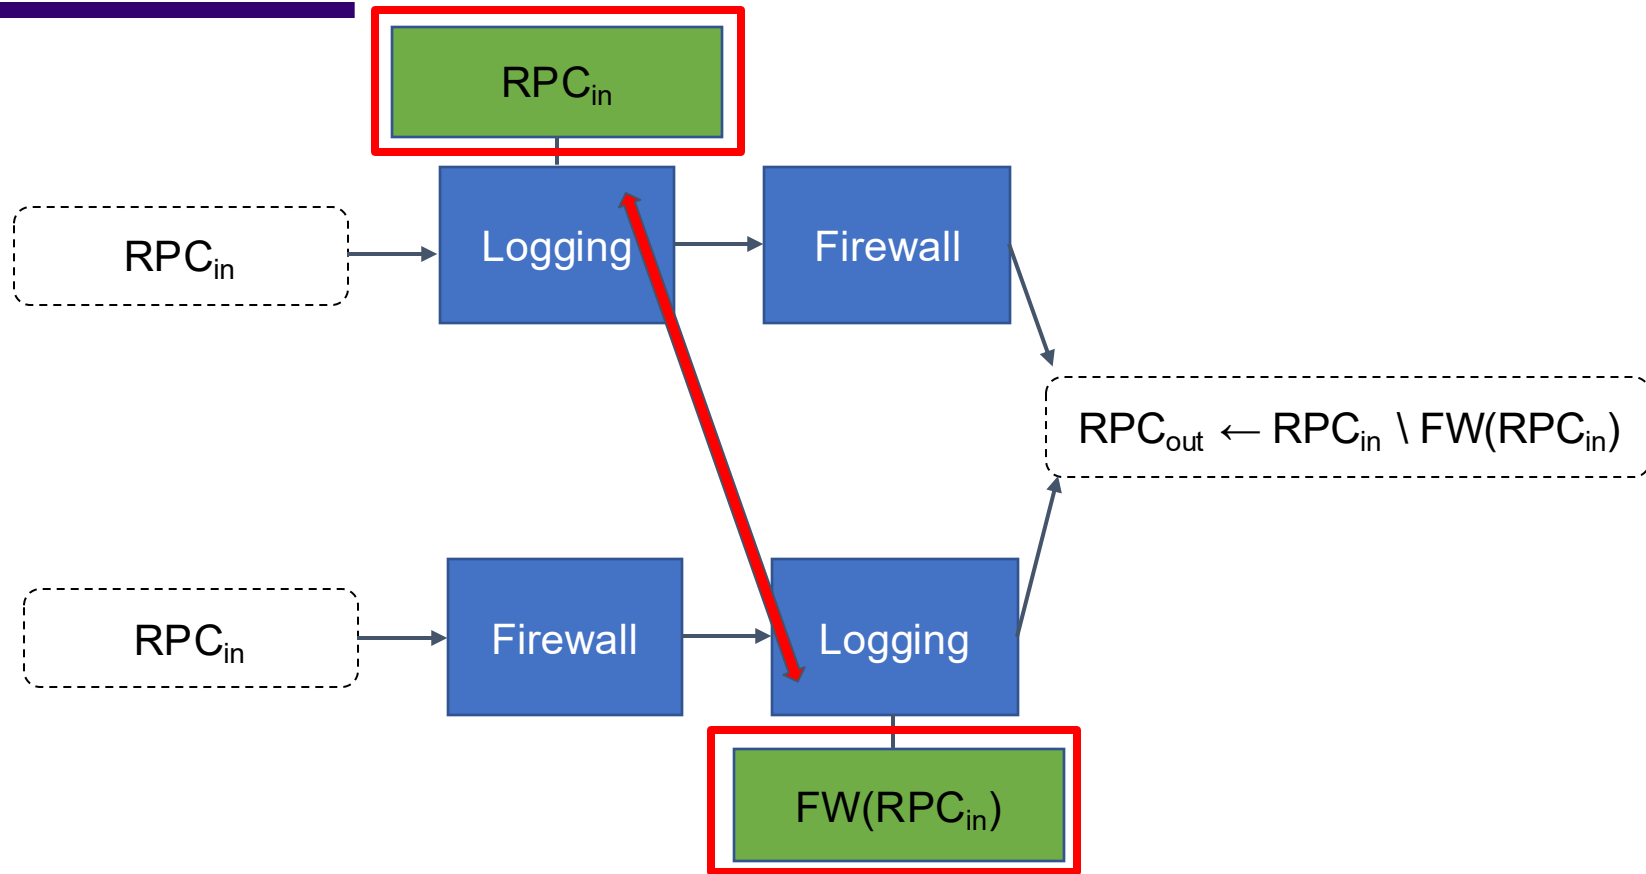 RPCin
RPCin
Logging
Firewall
RPCout ← RPCin \ FW(RPCin)
RPCin
Firewall
Logging
FW(RPCin)